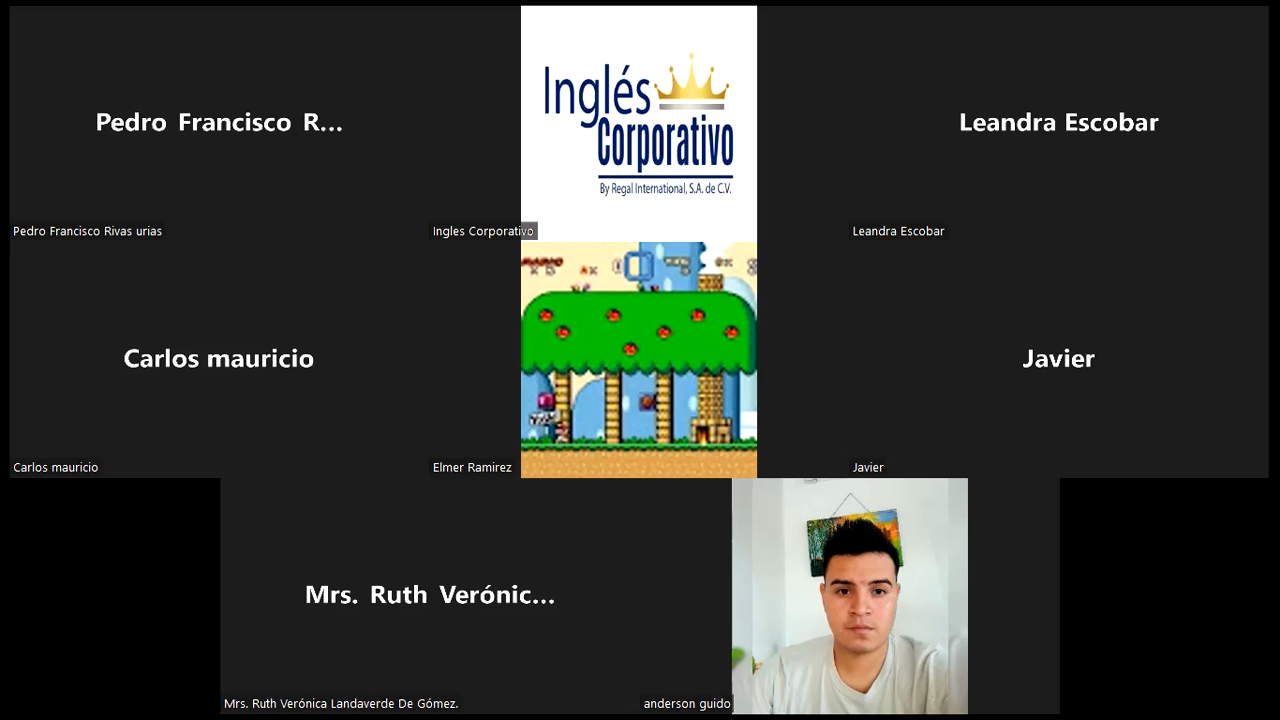 Pedro Francisco R...
Pedro Francisco Rivas urias
Inglés
Corporativo
By Regal International, S.A. de C.V.
Ingles Corporativo
Leandra Escobar
Leandra Escobar
Carlos mauricio
Carlos mauricio
Elmer Ramirez
Javier
Javier
Mrs. Ruth Verónic...
Mrs. Ruth Verónica Landaverde De Gómez.
anderson guido